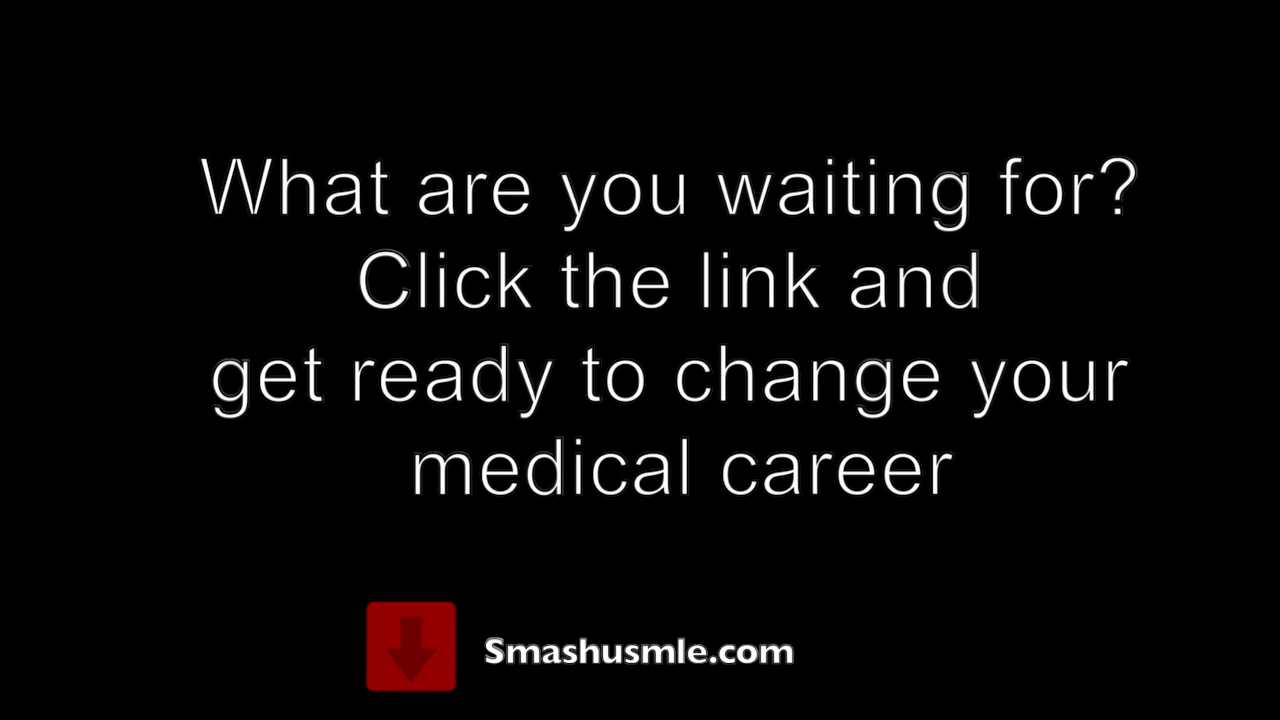 What are you waiting for?
Click the link and
get ready to change your
medical career
Smashusmle.com